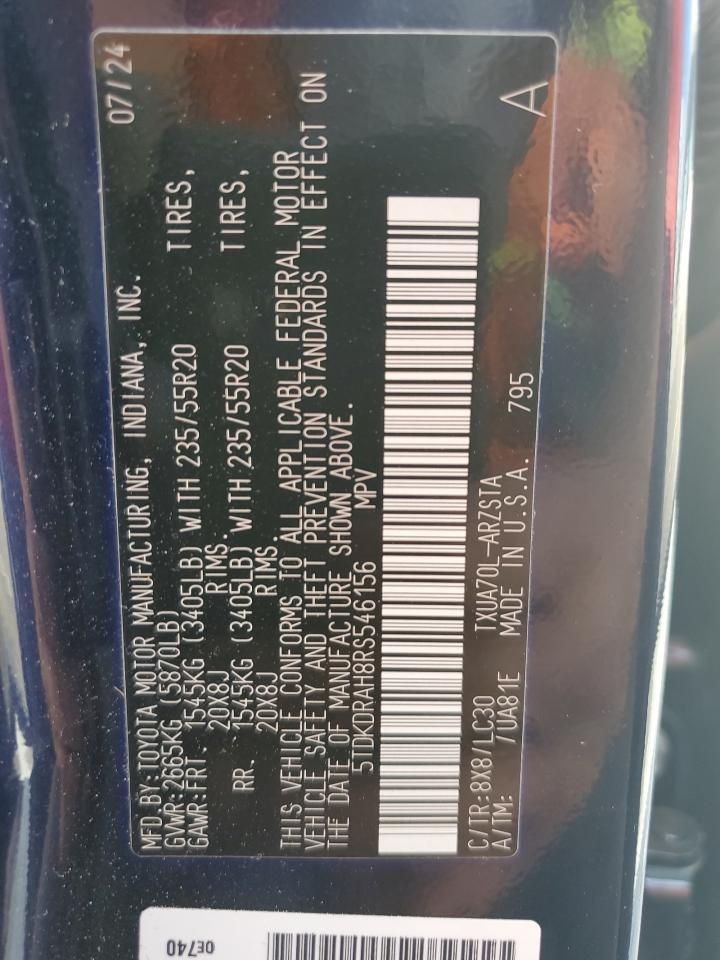 MFD.BY:TOYOTA MOTOR MANUFACTURING, INDIANA, INC. 07/24
GVWR:2665KG (5870LB)
GAWR:FRT. 1545KG (3405LB) WITH 235/55R20 TIRES,
20X8J RIMS
RR. 1545KG (3405LB) WITH 235/55R20 TIRES,
20X8J RIMS.
THIS VEHICLE CONFORMS TO ALL APPLICABLE FEDERAL MOTOR
VEHICLE SAFETY AND THEFT PREVENTION STANDARDS IN EFFECT ON
THE DATE OF MANUFACTURE SHOWN ABOVE.
5TDKDRAH8RS546156 MPV
C/TR:8X8/LC30 TXUA70L-ARZSTA
A/TM: /UA81E MADE IN U.S.A. 795 A
0E740